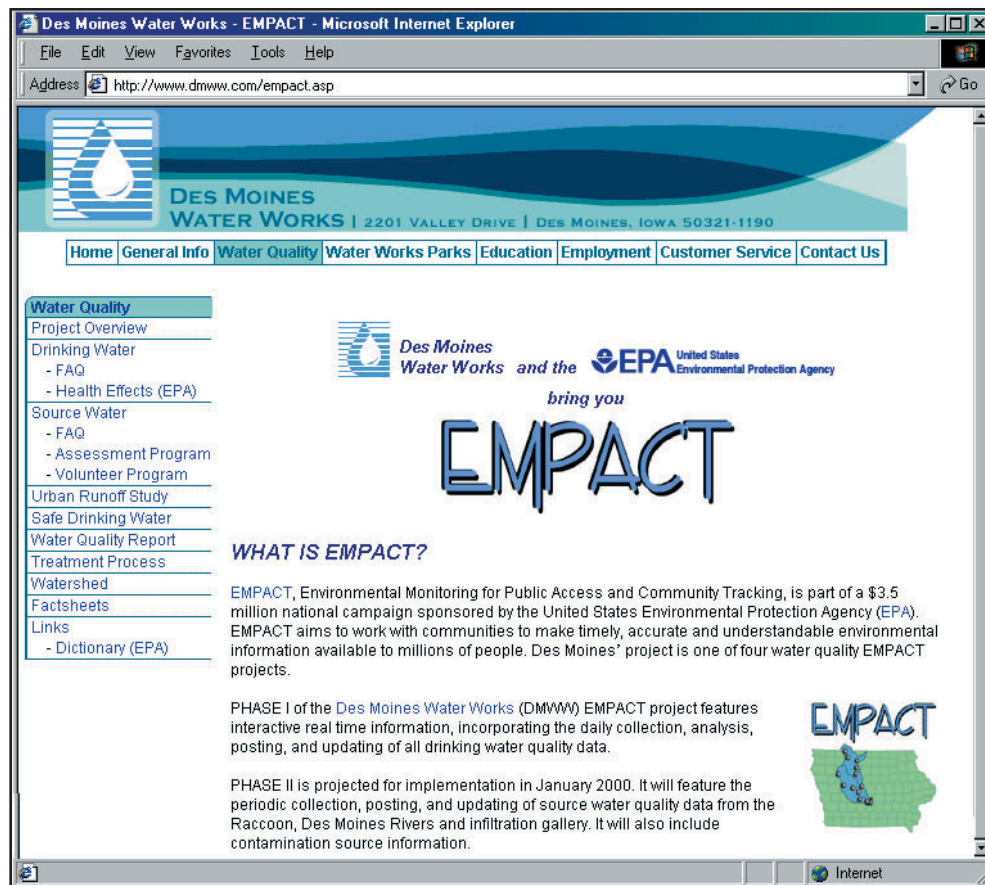 Des Moines Water Works - EMPACT - Microsoft Internet Explorer
File Edit View Favorites Tools Help
Address http://www.dmww.com/empact.asp Go
DES MOINES
WATER WORKS | 2201 VALLEY DRIVE | DES MOINES, IOWA 50321-1190
Home General Info Water Quality Water Works Parks Education Employment Customer Service Contact Us
Water Quality
Project Overview
Drinking Water
- FAQ
- Health Effects (EPA)
Source Water
- FAQ
- Assessment Program
- Volunteer Program
Urban Runoff Study
Safe Drinking Water
Water Quality Report
Treatment Process
Watershed
Factsheets
Links
- Dictionary (EPA)
Des Moines
Water Works and the EPA United States
Environmental Protection Agency
bring you
EMPACT
WHAT IS EMPACT?
EMPACT, Environmental Monitoring for Public Access and Community Tracking, is part of a $3.5
million national campaign sponsored by the United States Environmental Protection Agency (EPA).
EMPACT aims to work with communities to make timely, accurate and understandable environmental
information available to millions of people. Des Moines' project is one of four water quality EMPACT
projects.
PHASE I of the Des Moines Water Works (DMWW) EMPACT project features
interactive real time information, incorporating the daily collection, analysis,
posting, and updating of all drinking water quality data.
EMPACT
PHASE II is projected for implementation in January 2000. It will feature the
periodic collection, posting, and updating of source water quality data from the
Raccoon, Des Moines Rivers and infiltration gallery. It will also include
contamination source information.
Internet